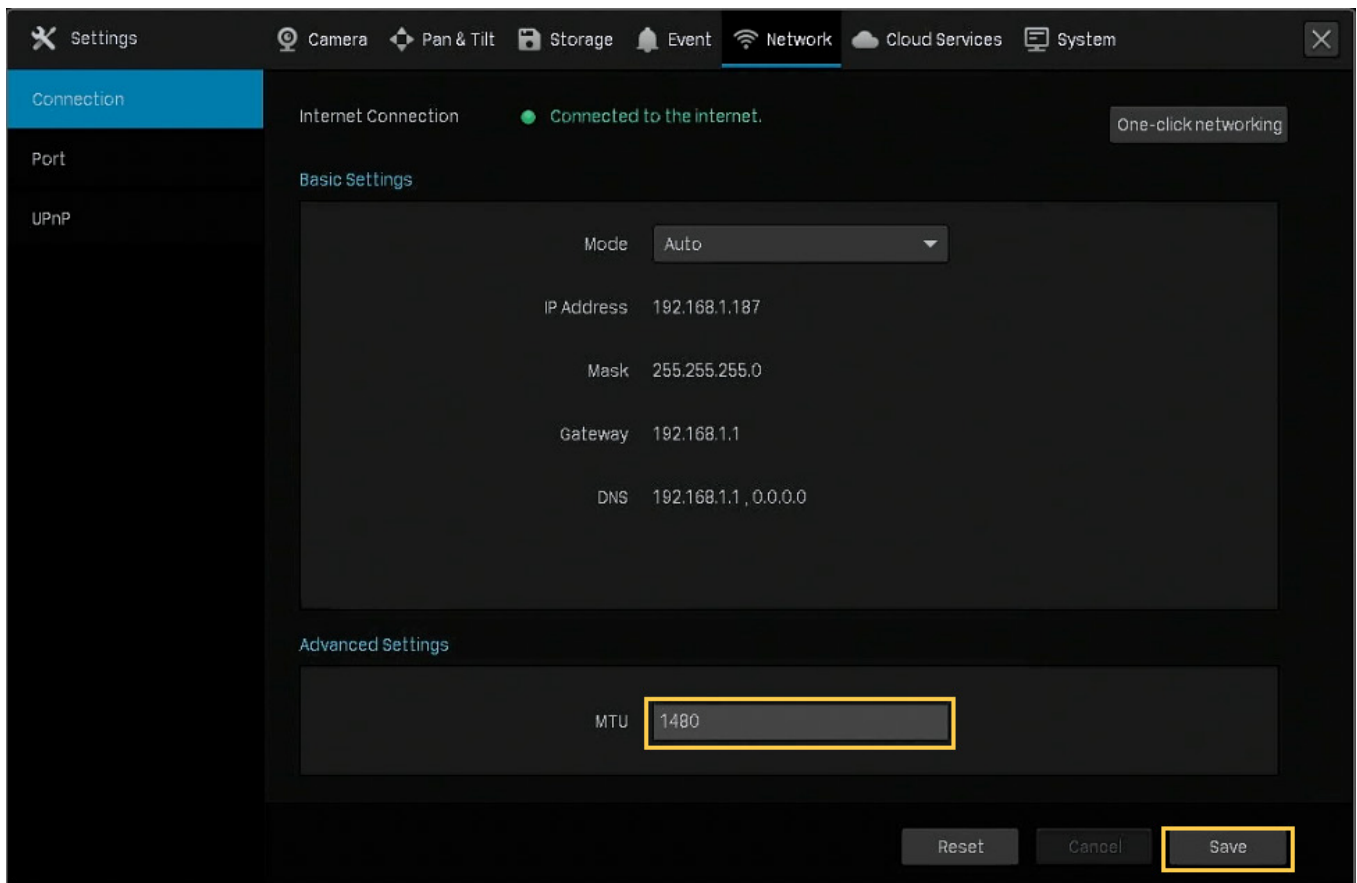 Settings Camera Pan & Tilt Storage Event Network Cloud Services System
Connection
Port
UPnP
Internet Connection Connected to the internet. One-click networking
Basic Settings
Mode Auto
IP Address 192.168.1.187
Mask 255.255.255.0
Gateway 192.168.1.1
DNS 192.168.1.1 , 0.0.0.0
Advanced Settings
MTU 1480
Reset Cancel Save